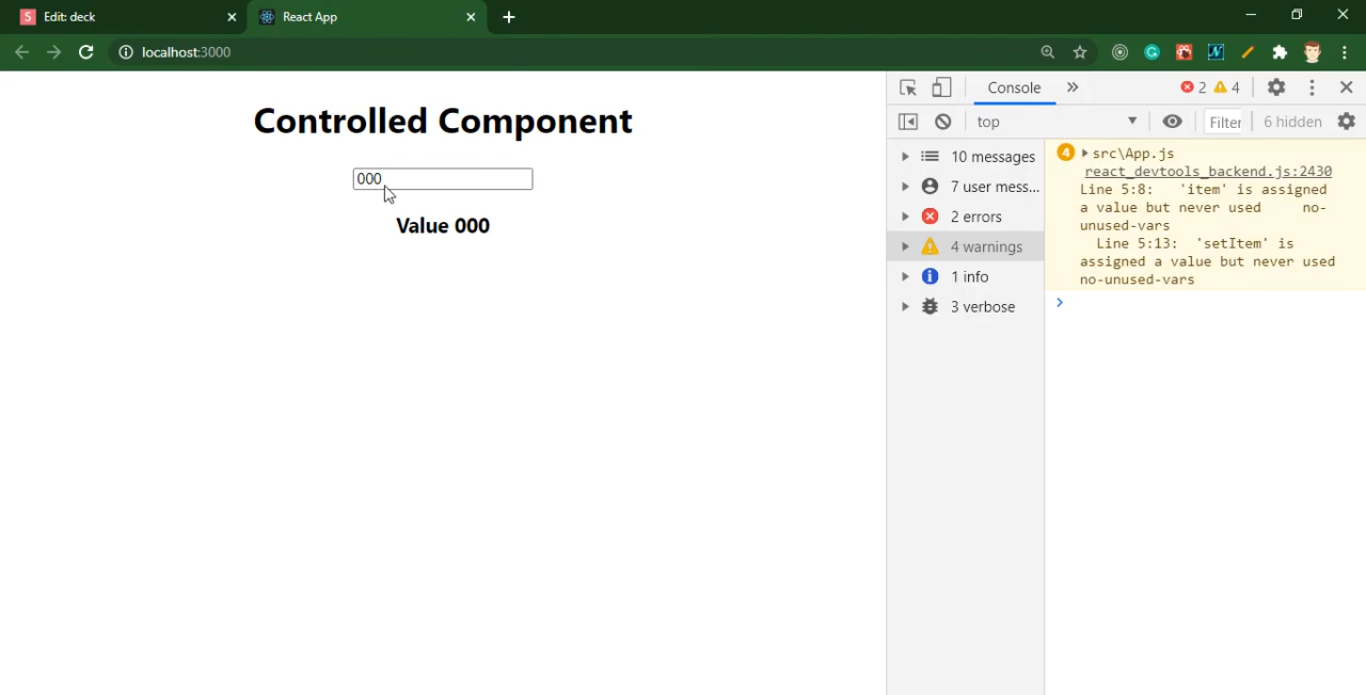 Edit: deck
React App
localhost:3000
Controlled Component
000
Value 000
Console
2
4
top
Filter
6 hidden
10 messages
7 user mess...
2 errors
4 warnings
1 info
3 verbose
4
src\App.js
react_devtools_backend.js:2430
Line 5:8:   'item' is assigned
a value but never used     no-
unused-vars
Line 5:13:  'setItem' is
assigned a value but never used
no-unused-vars